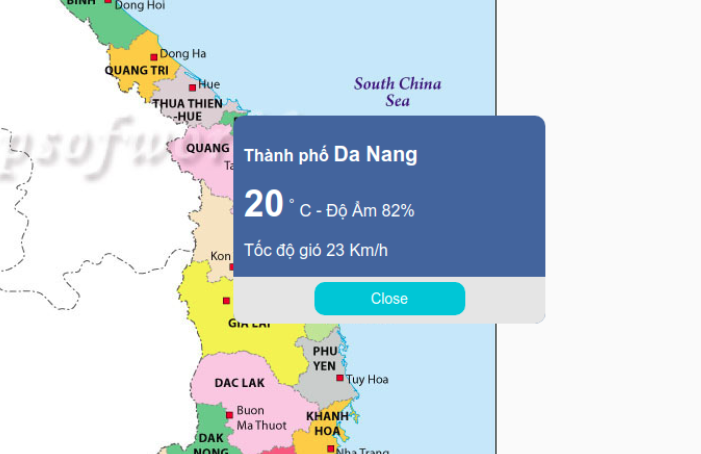 BINH
Dong Hoi
Dong Ha
QUANG TRI
Hue
South China
Sea
THUA THIEN
-HUE
QUANG
Thành phố Da Nang
20 ° C - Độ Ẩm 82%
Tốc độ gió 23 Km/h
Kon
Close
GIA LAI
PHU
YEN
Tuy Hoa
DAC LAK
Buon
Ma Thuot
KHANH
HOA
DAK
NONG
Nha Trang